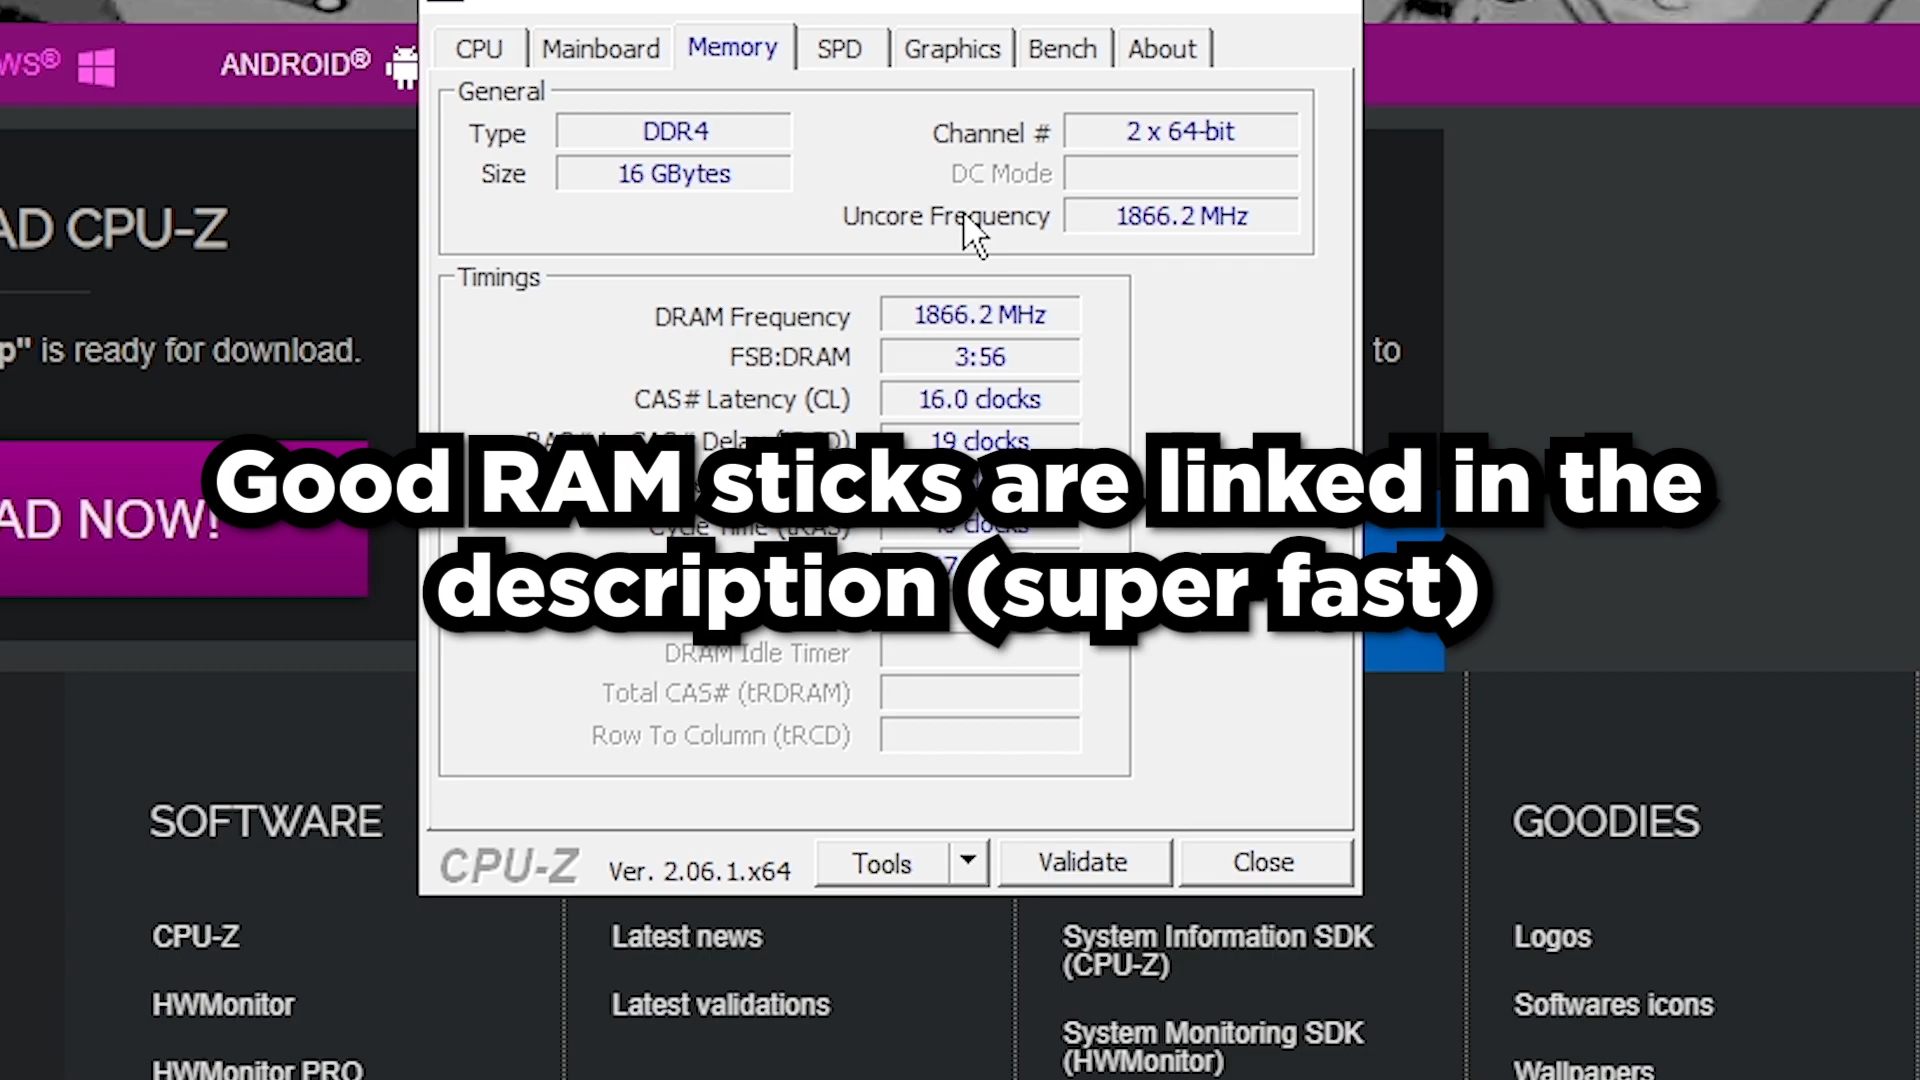 WS®
ANDROID®
CPU Mainboard Memory SPD Graphics Bench About
General
Type DDR4 Channel # 2 x 64-bit
Size 16 GBytes DC Mode
Uncore Frequency 1866.2 MHz
AD CPU-Z
Timings
DRAM Frequency 1866.2 MHz
p" is ready for download.
FSB:DRAM 3:56
to
CAS# Latency (CL) 16.0 clocks
19 clocks
Good RAM sticks are linked in the
AD NOW!
description (super fast)
DRAM Idle Timer
Total CAS# (tRDRAM)
Row To Column (tRCD)
CPU-Z Ver. 2.06.1.x64 Tools Validate Close
SOFTWARE
GOODIES
CPU-Z
Latest news
System Information SDK
(CPU-Z)
Logos
HWMonitor
Latest validations
System Monitoring SDK
(HWMonitor)
Softwares icons
HWMonitor PRO
Wallpapers